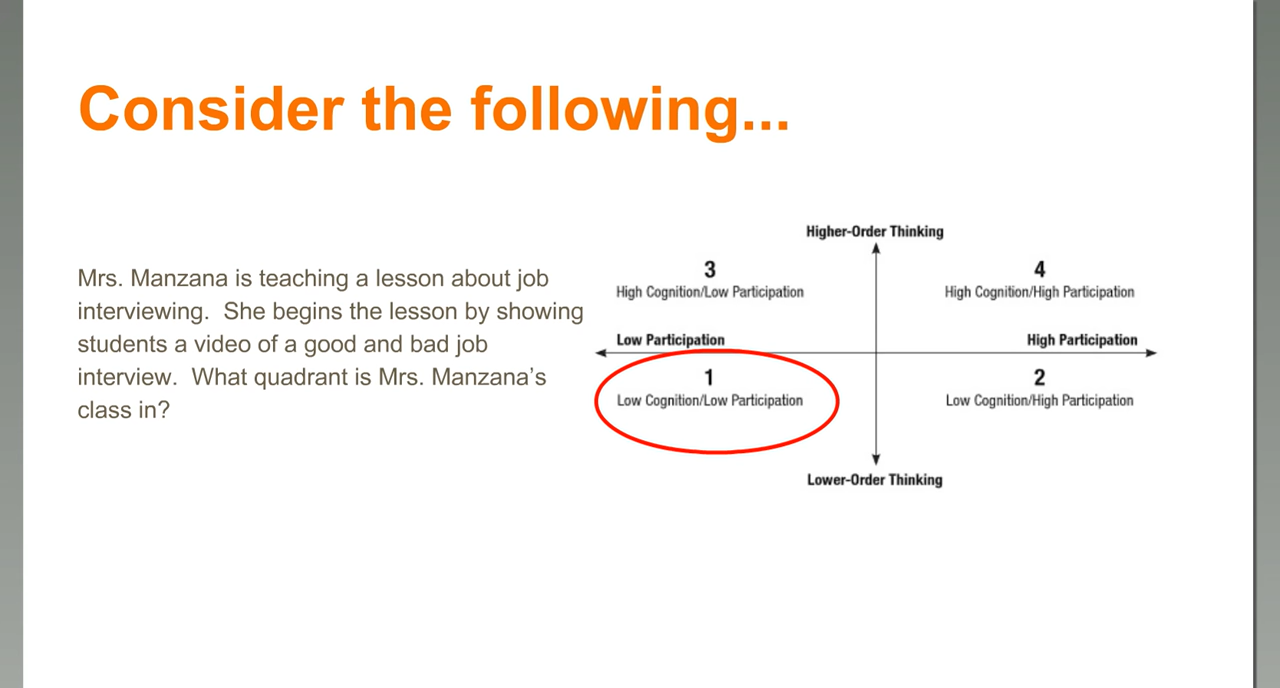 Consider the following...
Mrs. Manzana is teaching a lesson about job
interviewing.  She begins the lesson by showing
students a video of a good and bad job
interview.  What quadrant is Mrs. Manzana’s
class in?
Higher-Order Thinking
3
High Cognition/Low Participation
4
High Cognition/High Participation
Low Participation
High Participation
1
Low Cognition/Low Participation
2
Low Cognition/High Participation
Lower-Order Thinking